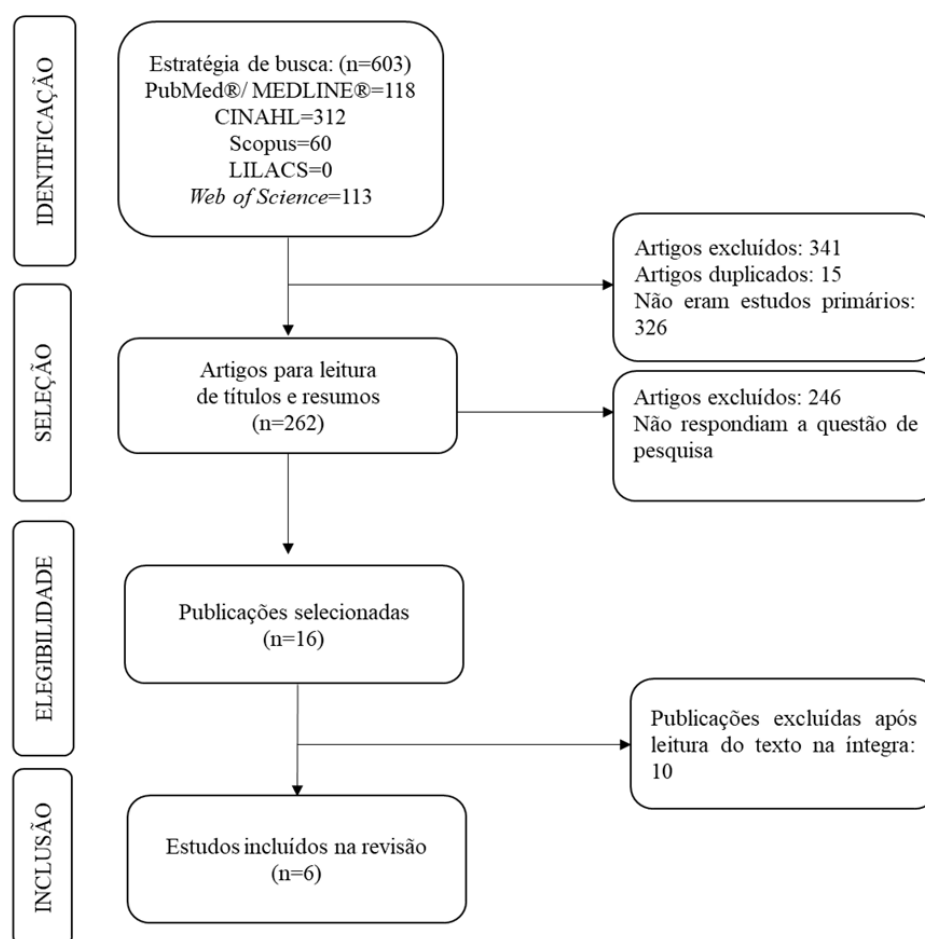 IDENTIFICAÇÃO
Estratégia de busca: (n=603)
PubMed®/ MEDLINE®=118
CINAHL=312
Scopus=60
LILACS=0
Web of Science=113
Artigos excluídos: 341
Artigos duplicados: 15
Não eram estudos primários:
326
SELEÇÃO
Artigos para leitura
de títulos e resumos
(n=262)
Artigos excluídos: 246
Não respondiam a questão de
pesquisa
ELEGIBILIDADE
Publicações selecionadas
(n=16)
Publicações excluídas após
leitura do texto na íntegra:
10
INCLUSÃO
Estudos incluídos na revisão
(n=6)